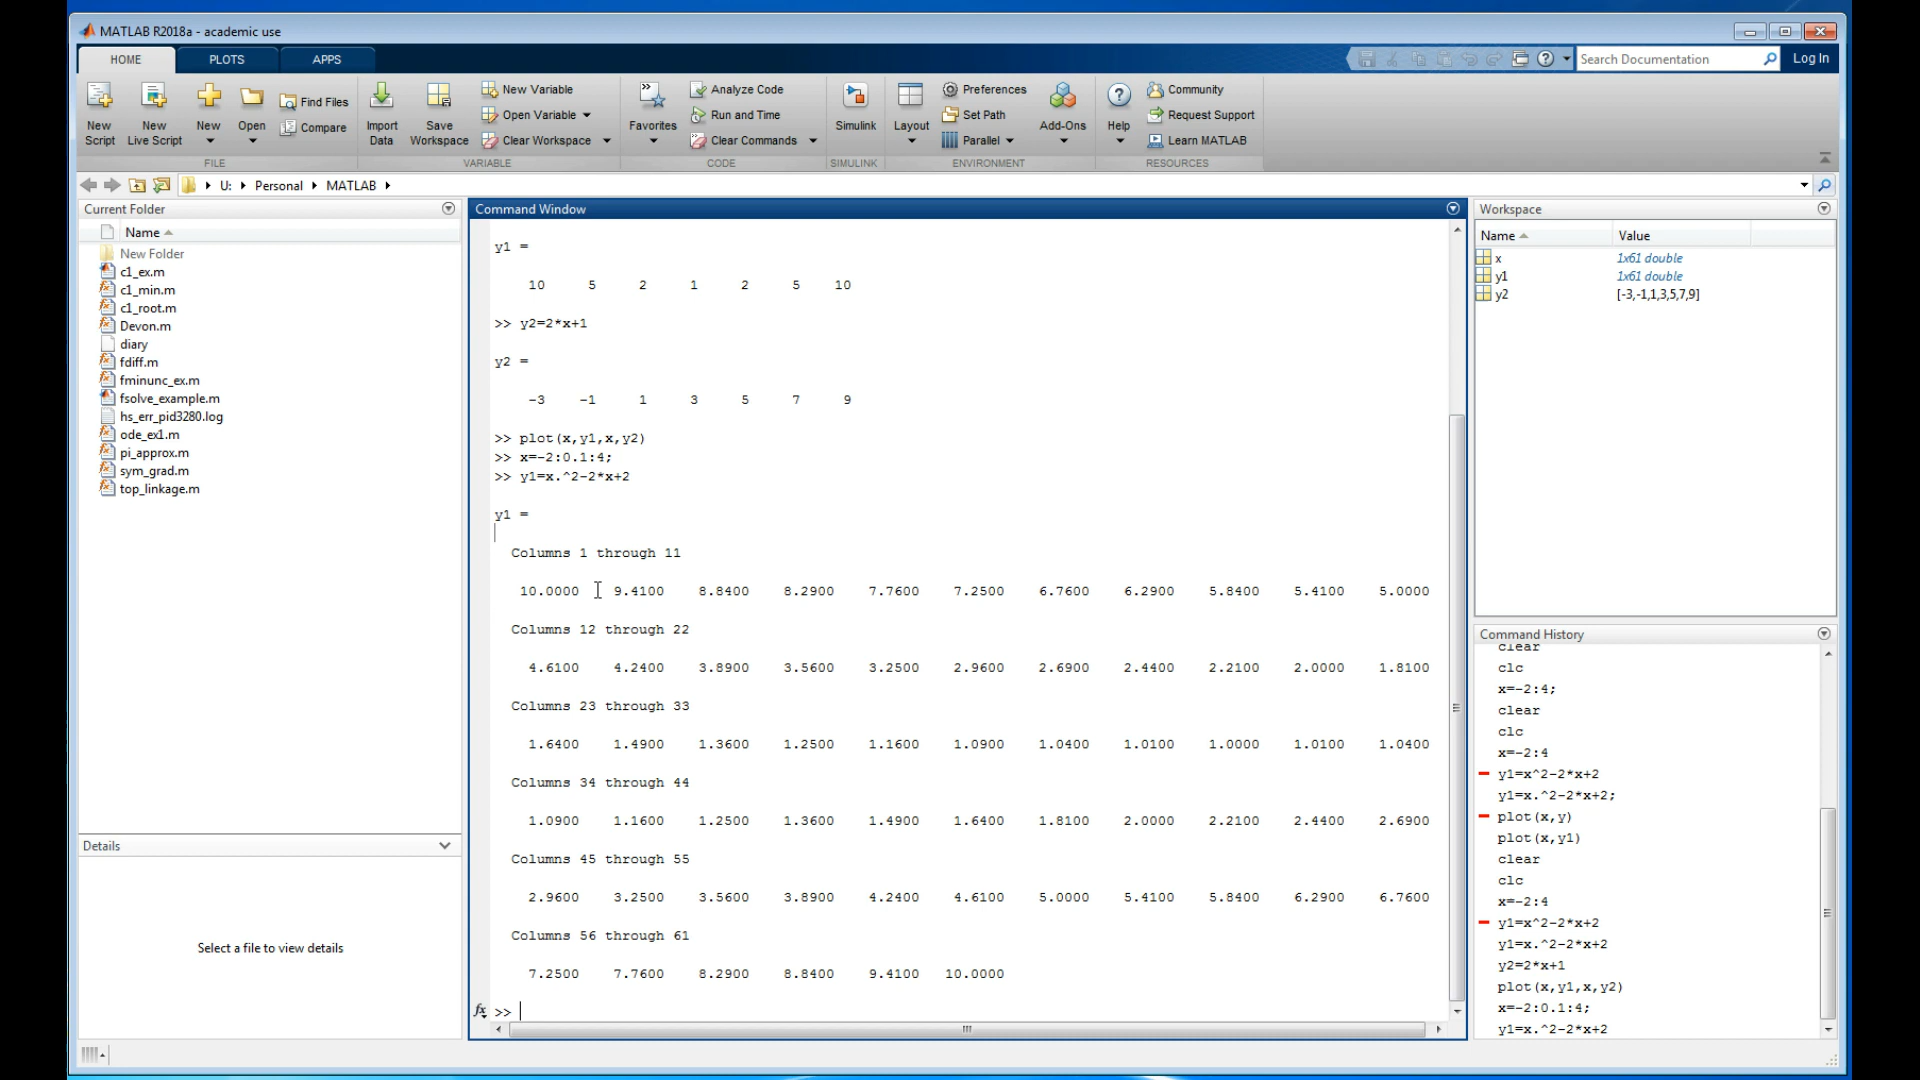 MATLAB R2018a - academic use
HOME PLOTS APPS
Search Documentation Log In
New Script
New Live Script
New
Open
Find Files
Compare
Import Data
Save Workspace
New Variable
Open Variable
Clear Workspace
Favorites
Analyze Code
Run and Time
Clear Commands
Simulink
Layout
Preferences
Set Path
Parallel
Add-Ons
Help
Community
Request Support
Learn MATLAB
FILE VARIABLE CODE SIMULINK ENVIRONMENT RESOURCES
U: Personal MATLAB
Current Folder
Name
New Folder
c1_ex.m
c1_min.m
c1_root.m
Devon.m
diary
fdiff.m
fminunc_ex.m
fsolve_example.m
hs_err_pid3280.log
ode_ex1.m
pi_approx.m
sym_grad.m
top_linkage.m
Details
Select a file to view details
Command Window
y1 =
10 5 2 1 2 5 10
>> y2=2*x+1
y2 =
-3 -1 1 3 5 7 9
>> plot(x,y1,x,y2)
>> x=-2:0.1:4;
>> y1=x.^2-2*x+2
y1 =
Columns 1 through 11
10.0000 9.4100 8.8400 8.2900 7.7600 7.2500 6.7600 6.2900 5.8400 5.4100 5.0000
Columns 12 through 22
4.6100 4.2400 3.8900 3.5600 3.2500 2.9600 2.6900 2.4400 2.2100 2.0000 1.8100
Columns 23 through 33
1.6400 1.4900 1.3600 1.2500 1.1600 1.0900 1.0400 1.0100 1.0000 1.0100 1.0400
Columns 34 through 44
1.0900 1.1600 1.2500 1.3600 1.4900 1.6400 1.8100 2.0000 2.2100 2.4400 2.6900
Columns 45 through 55
2.9600 3.2500 3.5600 3.8900 4.2400 4.6100 5.0000 5.4100 5.8400 6.2900 6.7600
Columns 56 through 61
7.2500 7.7600 8.2900 8.8400 9.4100 10.0000
fx >>
Workspace
Name Value
x 1x61 double
y1 1x61 double
y2 [-3,-1,1,3,5,7,9]
Command History
clear
clc
x=-2:4;
clear
clc
x=-2:4
y1=x^2-2*x+2
y1=x.^2-2*x+2;
plot(x,y)
plot(x,y1)
clear
clc
x=-2:4
y1=x^2-2*x+2
y1=x.^2-2*x+2
y2=2*x+1
plot(x,y1,x,y2)
x=-2:0.1:4;
y1=x.^2-2*x+2